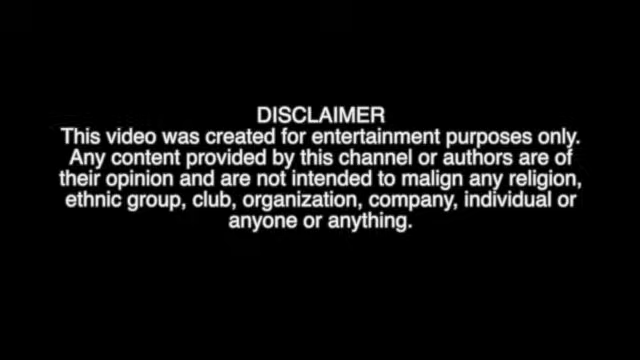 DISCLAIMER
This video was created for entertainment purposes only.
Any content provided by this channel or authors are of
their opinion and are not intended to malign any religion,
ethnic group, club, organization, company, individual or
anyone or anything.